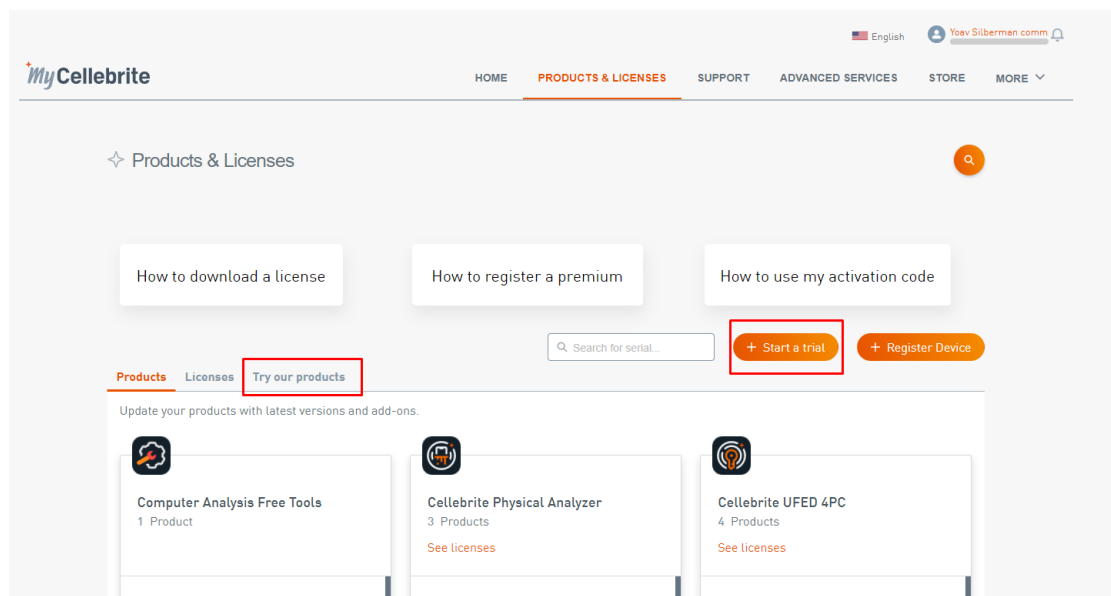 English
Yoav Silberman comm
MyCellebrite
HOME PRODUCTS & LICENSES SUPPORT ADVANCED SERVICES STORE MORE
Products & Licenses
How to download a license
How to register a premium
How to use my activation code
Search for serial...
+ Start a trial
+ Register Device
Products Licenses Try our products
Update your products with latest versions and add-ons.
Computer Analysis Free Tools
1 Product
Cellebrite Physical Analyzer
3 Products
See licenses
Cellebrite UFED 4PC
4 Products
See licenses